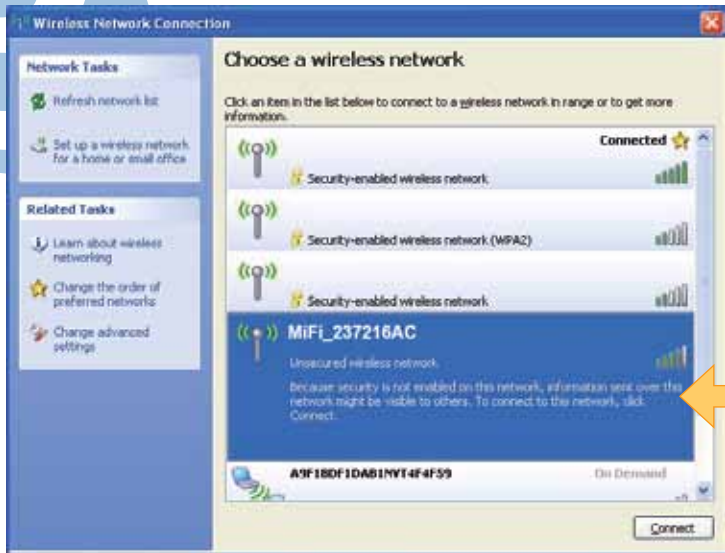 Wireless Network Connection
Network Tasks
Refresh network list
Set up a wireless network
for a home or small office
Related Tasks
Learn about wireless
networking
Change the order of
preferred networks
Change advanced
settings
Choose a wireless network
Click an item in the list below to connect to a wireless network in range or to get more
information.
Connected
Security-enabled wireless network
Security-enabled wireless network (WPA2)
Security-enabled wireless network
MiFi_237216AC
Unsecured wireless network
Because security is not enabled on this network, information sent over this
network might be visible to others. To connect to this network, click
Connect.
On Demand
Connect